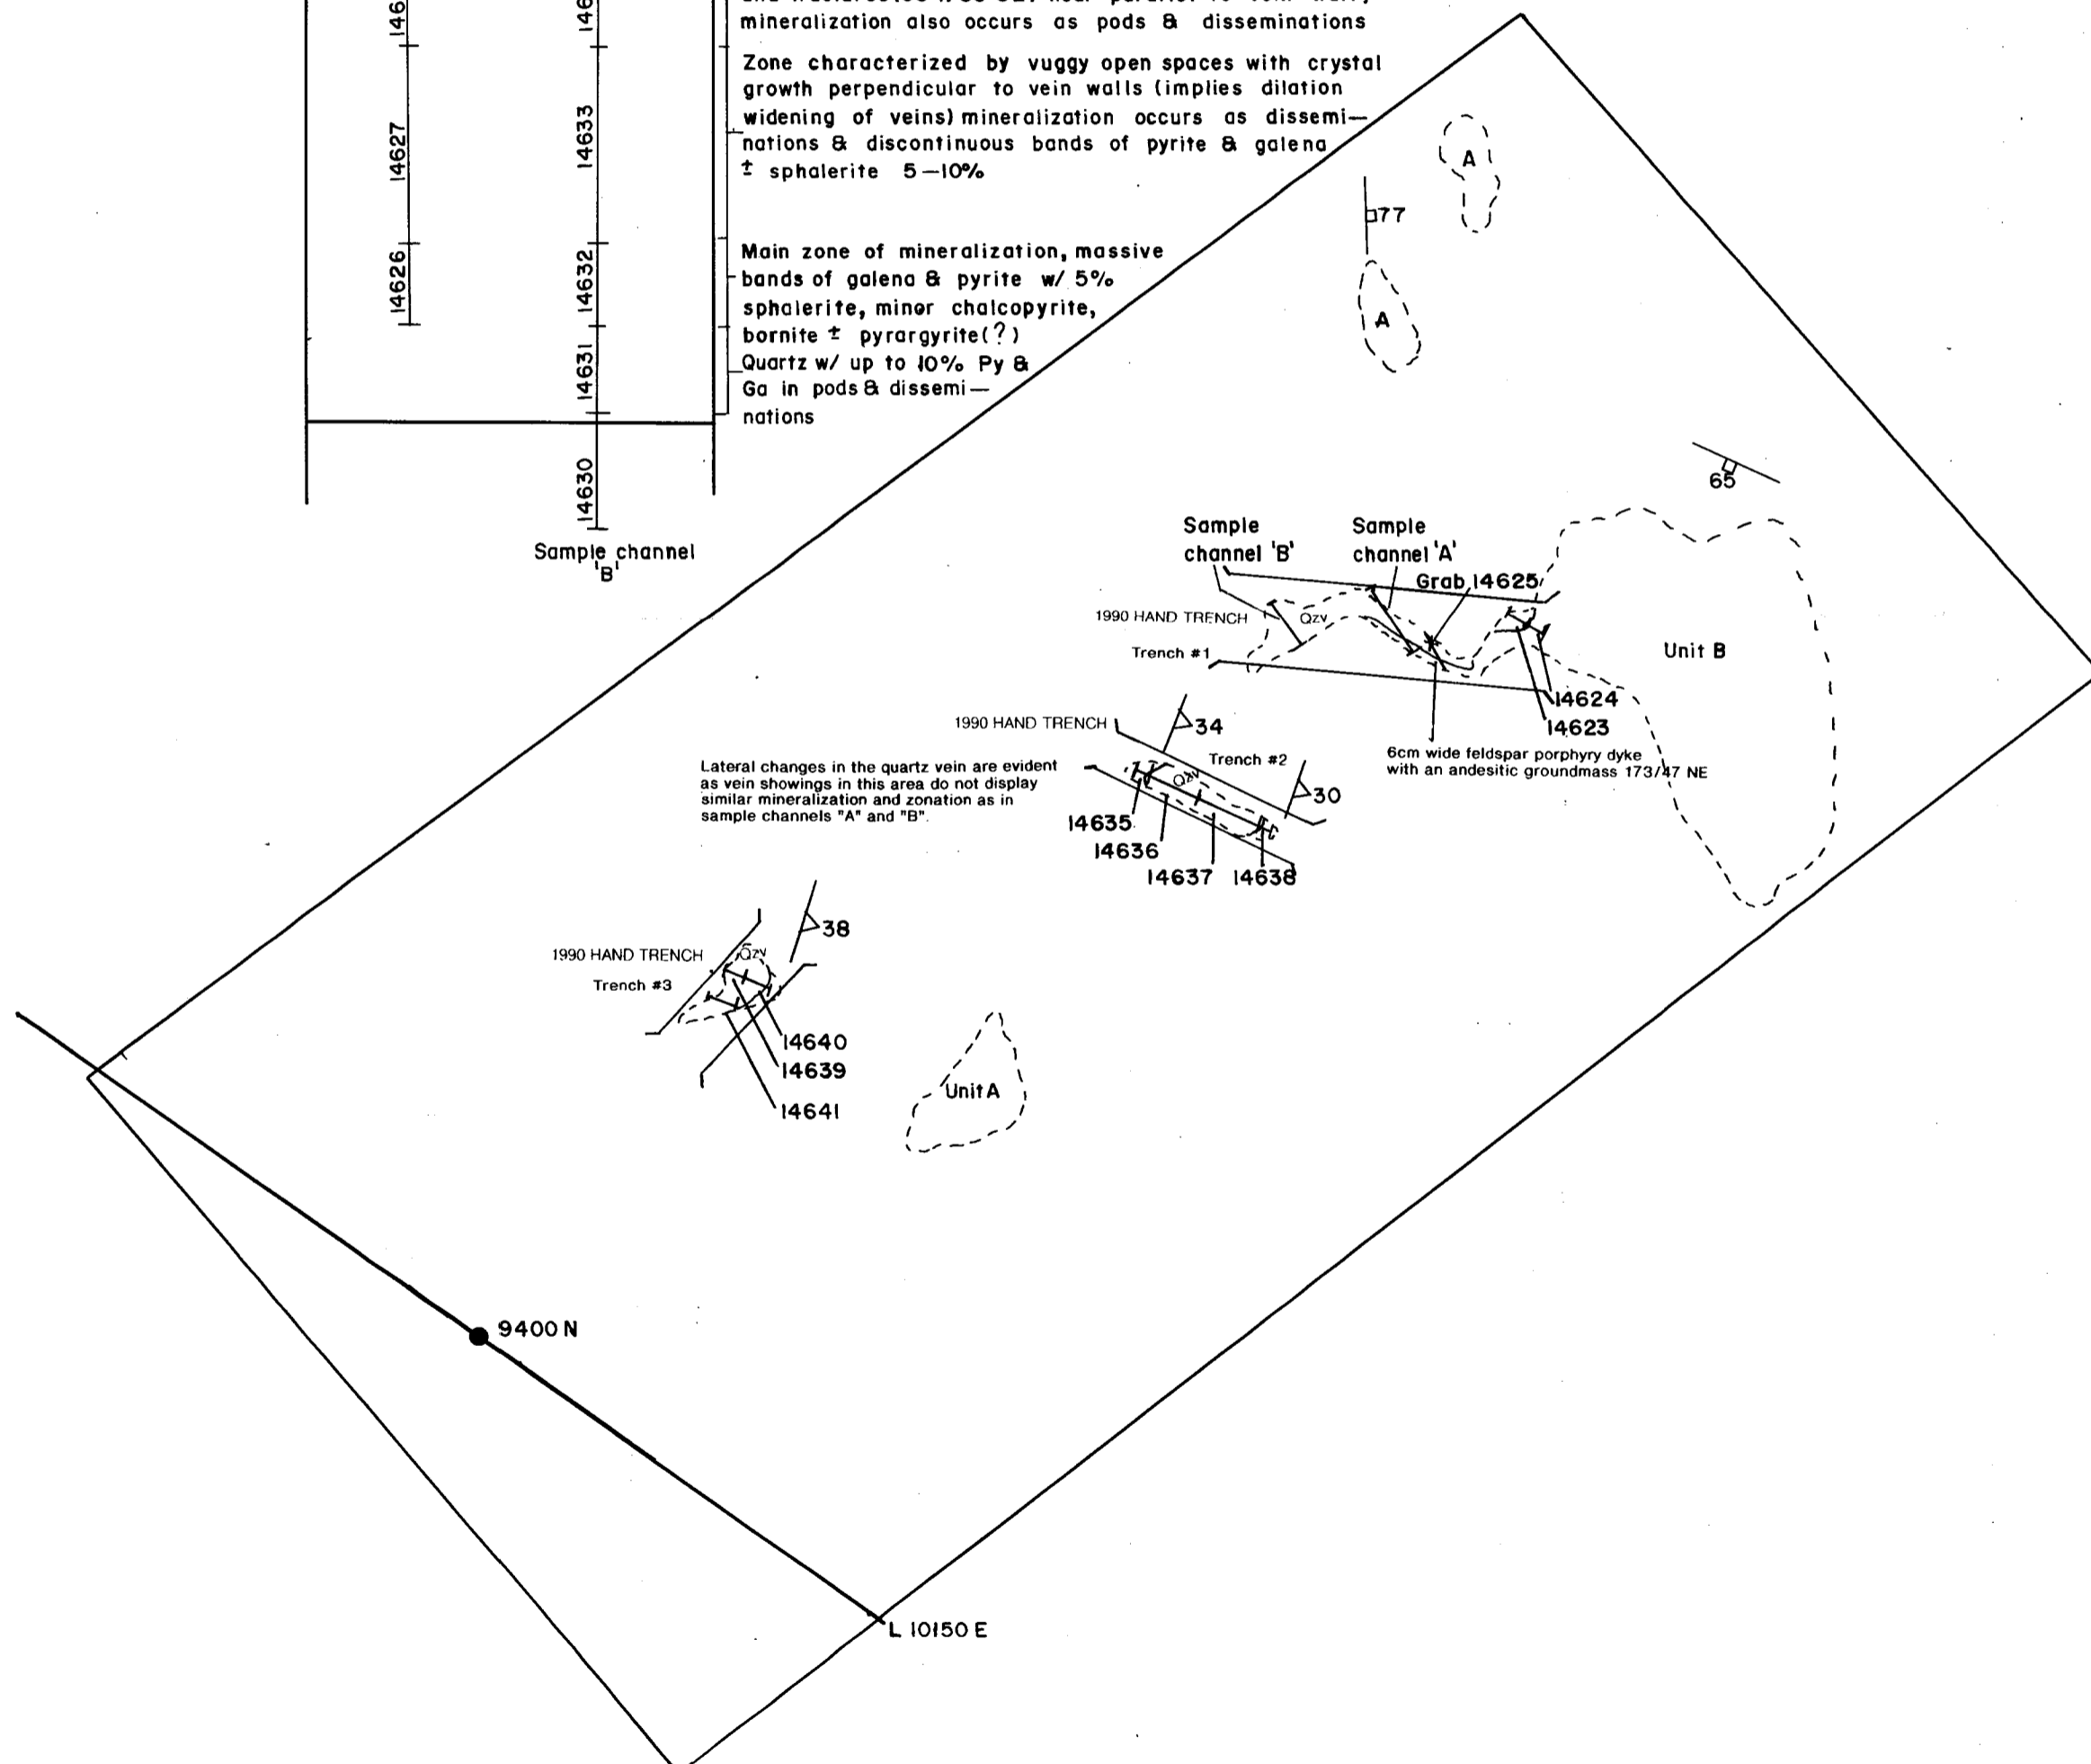 mineralization also occurs as pods & disseminations
Zone characterized by vuggy open spaces with crystal
growth perpendicular to vein walls (implies dilation
widening of veins) mineralization occurs as dissemi—
nations & discontinuous bands of pyrite & galena
± sphalerite 5—10%
Main zone of mineralization, massive
bands of galena & pyrite w/ 5%
sphalerite, minor chalcopyrite,
bornite ± pyrargyrite(?)
Quartz w/ up to 10% Py &
Ga in pods & dissemi—
nations
14627
14626
14633
14632
14631
14630
Sample channel
'B'
A
77
A
65
Sample
channel 'B'
Sample
channel 'A'
Grab 14625
1990 HAND TRENCH
Qzv
Trench #1
Unit B
14624
14623
6cm wide feldspar porphyry dyke
with an andesitic groundmass 173/47 NE
1990 HAND TRENCH
34
Trench #2
Qzv
30
Lateral changes in the quartz vein are evident
as vein showings in this area do not display
similar mineralization and zonation as in
sample channels "A" and "B".
14635
14636
14637
14638
38
1990 HAND TRENCH
Qzv
Trench #3
14640
14639
14641
Unit A
9400 N
L 10150 E